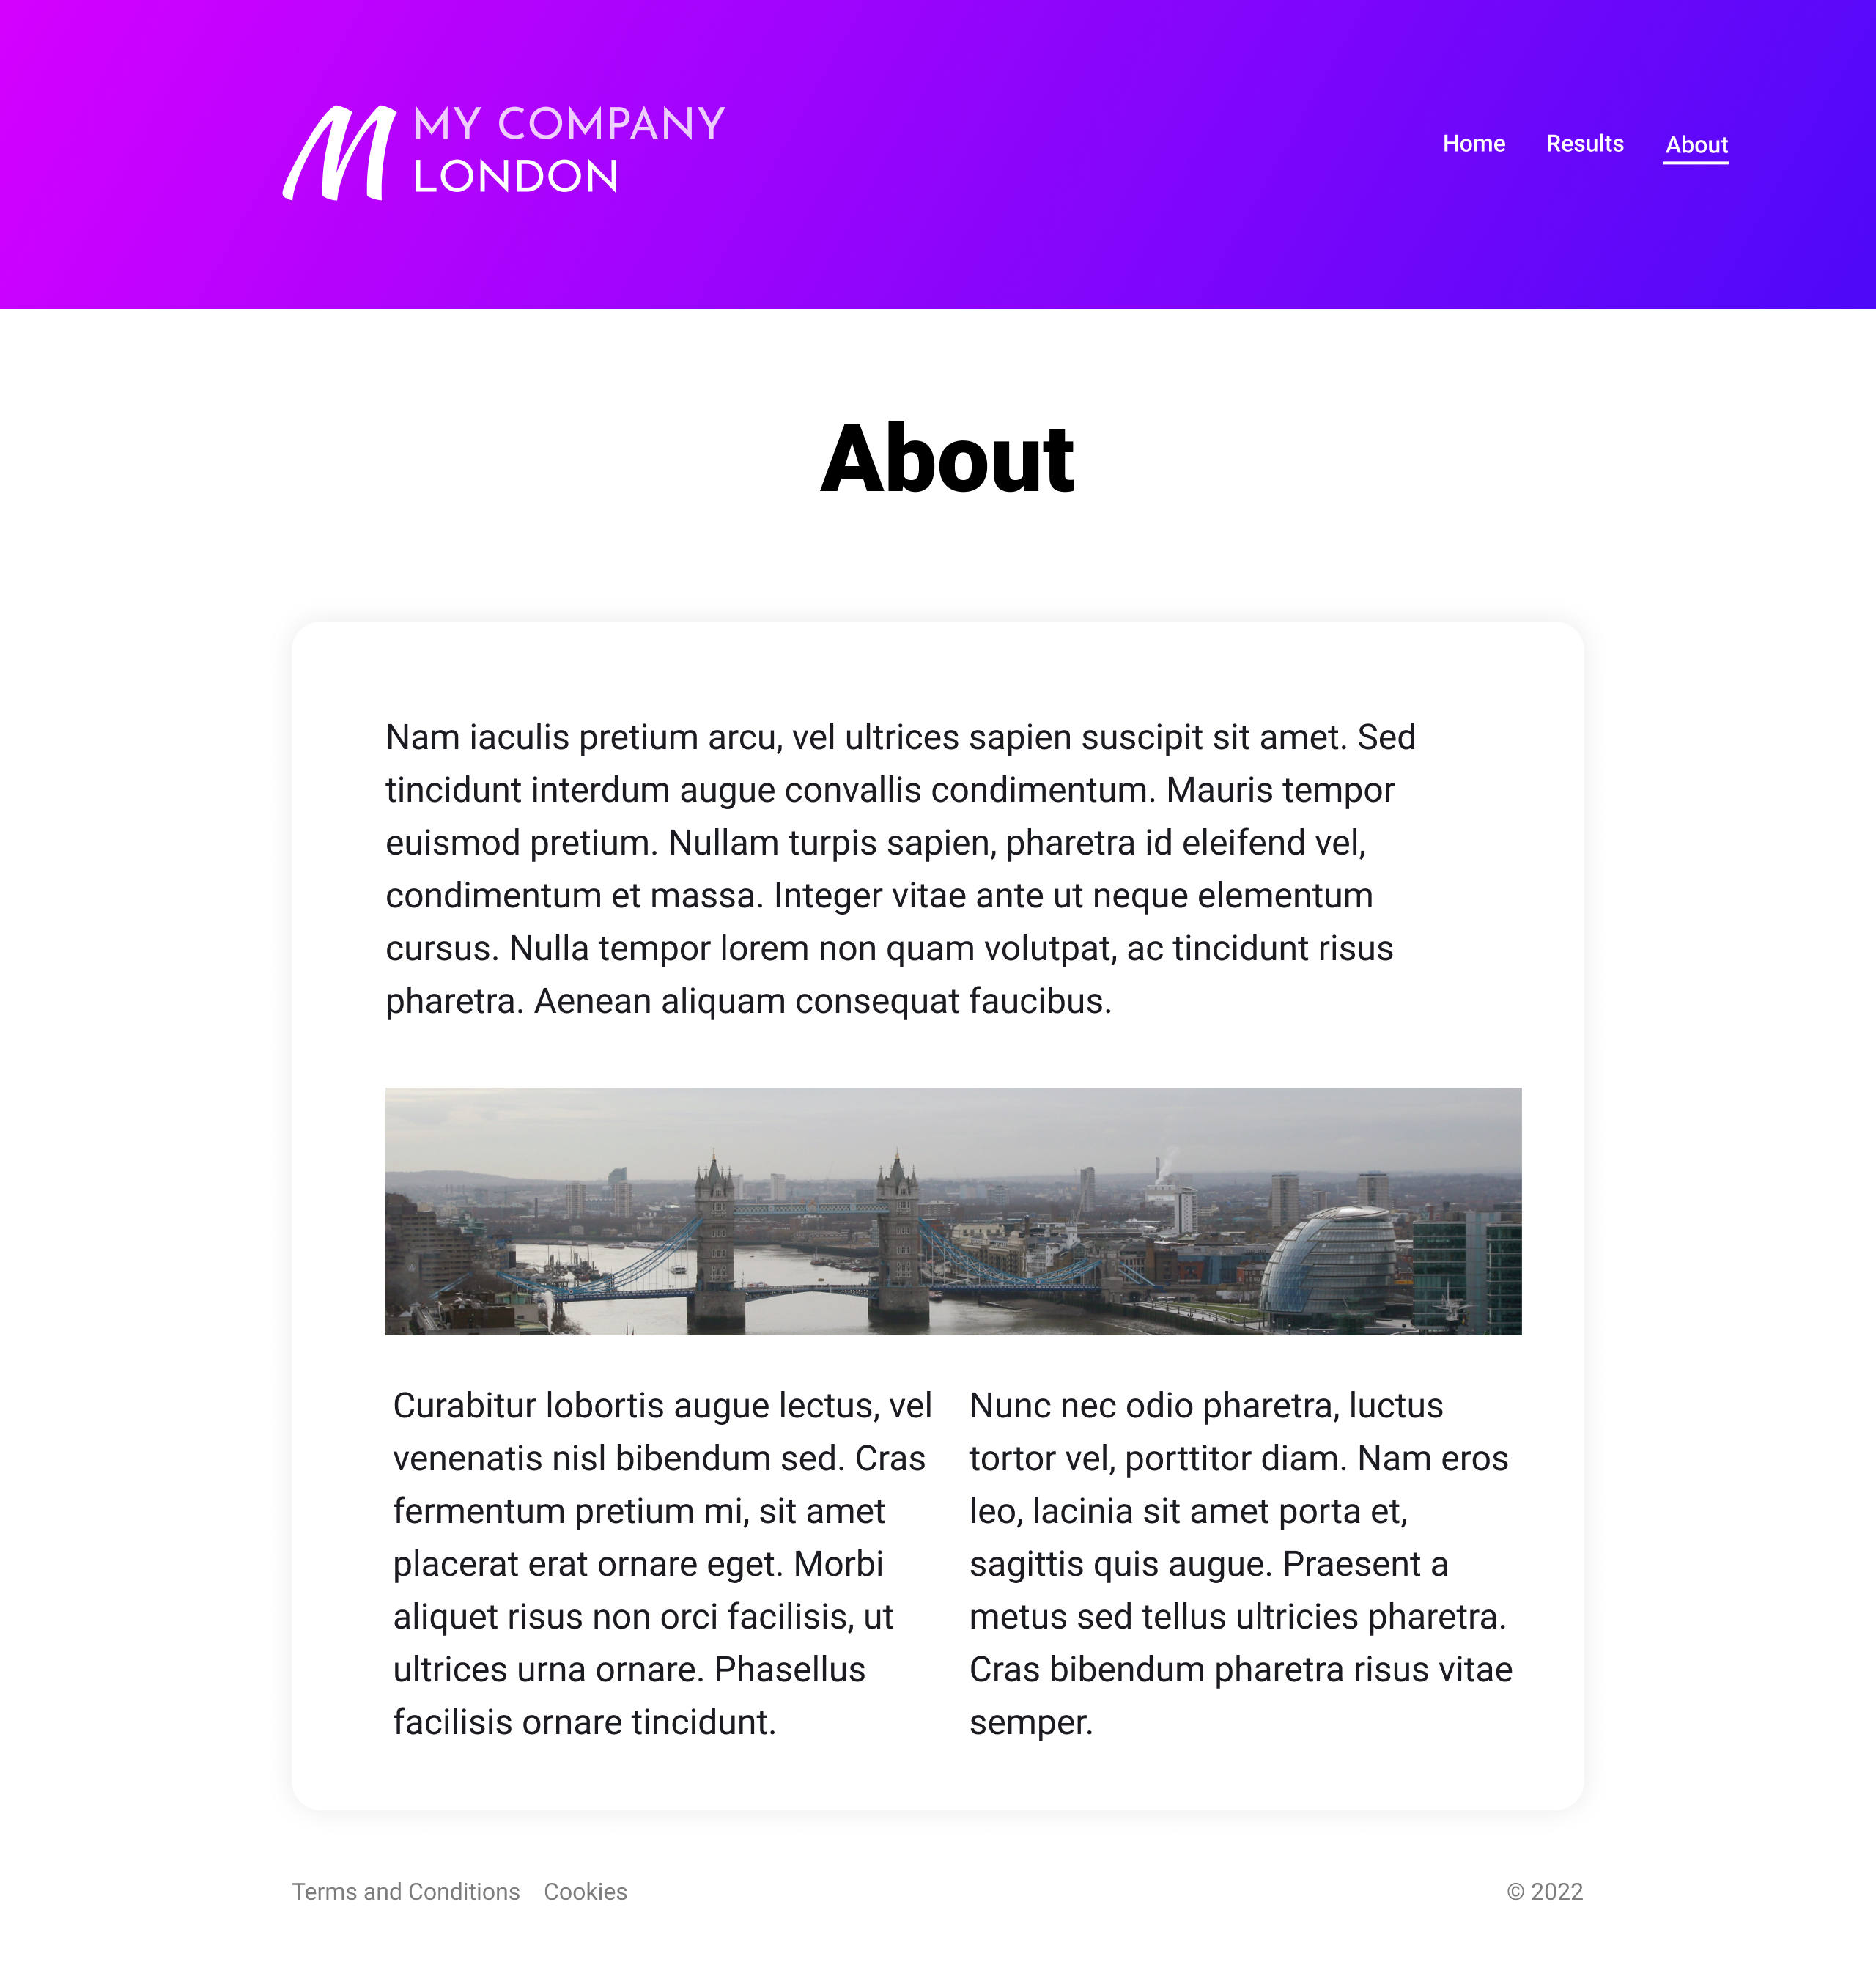 M MY COMPANY
LONDON
Home Results About
About
Nam iaculis pretium arcu, vel ultrices sapien suscipit sit amet. Sed
tincidunt interdum augue convallis condimentum. Mauris tempor
euismod pretium. Nullam turpis sapien, pharetra id eleifend vel,
condimentum et massa. Integer vitae ante ut neque elementum
cursus. Nulla tempor lorem non quam volutpat, ac tincidunt risus
pharetra. Aenean aliquam consequat faucibus.
Curabitur lobortis augue lectus, vel
venenatis nisl bibendum sed. Cras
fermentum pretium mi, sit amet
placerat erat ornare eget. Morbi
aliquet risus non orci facilisis, ut
ultrices urna ornare. Phasellus
facilisis ornare tincidunt.
Nunc nec odio pharetra, luctus
tortor vel, porttitor diam. Nam eros
leo, lacinia sit amet porta et,
sagittis quis augue. Praesent a
metus sed tellus ultricies pharetra.
Cras bibendum pharetra risus vitae
semper.
Terms and Conditions Cookies © 2022